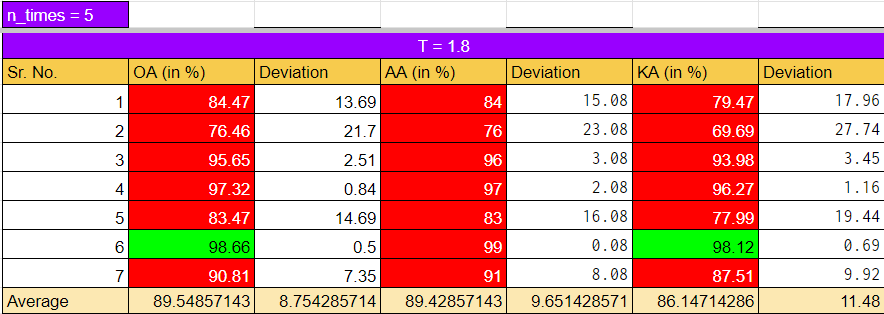 n_times = 5
T = 1.8
Sr. No. OA (in %) Deviation AA (in %) Deviation KA (in %) Deviation
1 84.47 13.69 84 15.08 79.47 17.96
2 76.46 21.7 76 23.08 69.69 27.74
3 95.65 2.51 96 3.08 93.98 3.45
4 97.32 0.84 97 2.08 96.27 1.16
5 83.47 14.69 83 16.08 77.99 19.44
6 98.66 0.5 99 0.08 98.12 0.69
7 90.81 7.35 91 8.08 87.51 9.92
Average 89.54857143 8.754285714 89.42857143 9.651428571 86.14714286 11.48